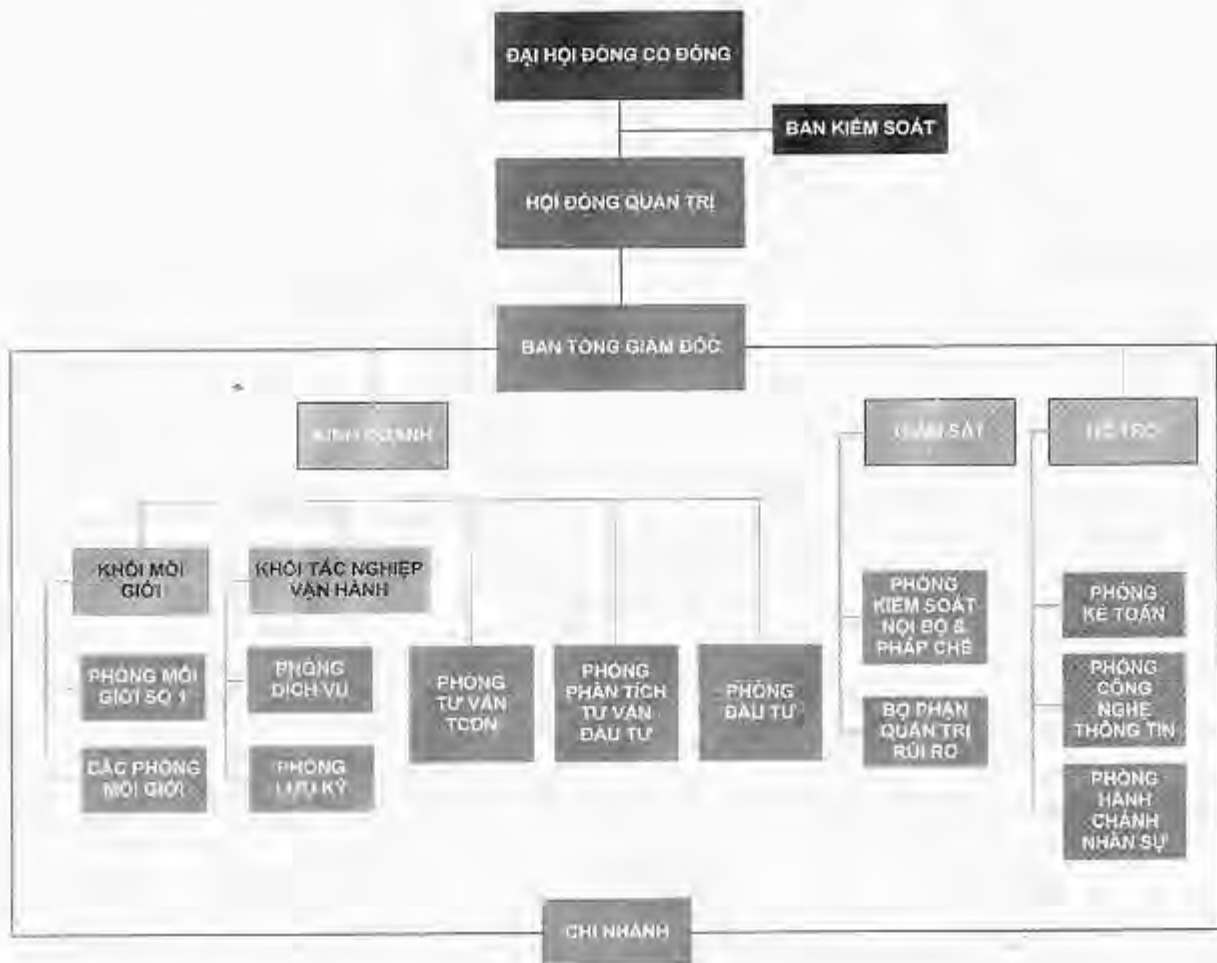 ĐẠI HỘI ĐỒNG CỔ ĐÔNG
BAN KIỂM SOÁT
HỘI ĐỒNG QUẢN TRỊ
BAN TỔNG GIÁM ĐỐC
KINH DOANH
GIÁM SÁT
HỖ TRỢ
KHỐI MÔI
GIỚI
KHỐI TÁC NGHIỆP
VẬN HÀNH
PHÒNG MÔI
GIỚI SỐ 1
CÁC PHÒNG
MÔI GIỚI
PHÒNG
DỊCH VỤ
PHÒNG
LƯU KÝ
PHÒNG
TƯ VẤN
TCDN
PHÒNG
PHÂN TÍCH
TƯ VẤN
ĐẦU TƯ
PHÒNG
ĐẦU TƯ
PHÒNG
KIỂM SOÁT
NỘI BỘ &
PHÁP CHẾ
BỘ PHẬN
QUẢN TRỊ
RỦI RO
PHÒNG
KẾ TOÁN
PHÒNG
CÔNG
NGHỆ
THÔNG TIN
PHÒNG
HÀNH
CHÁNH
NHÂN SỰ
CHI NHÁNH